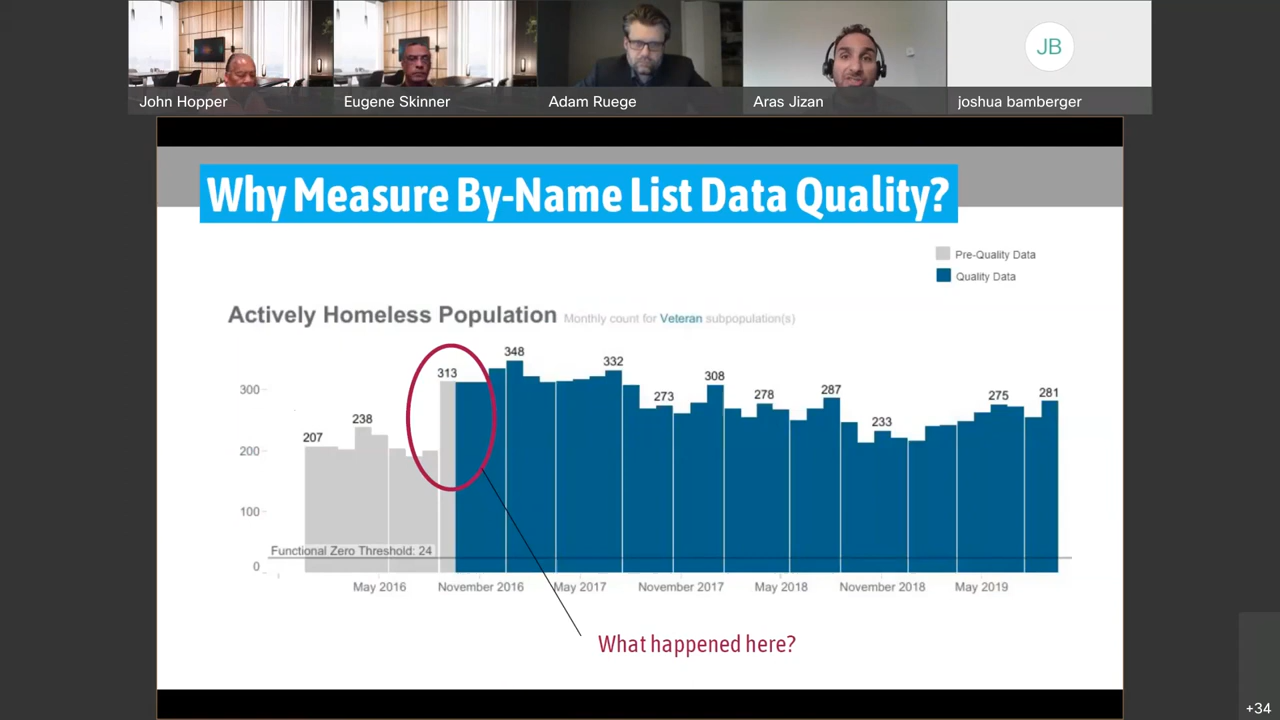 JB
John Hopper
Eugene Skinner
Adam Ruege
Aras Jizan
joshua bamberger
Why Measure By-Name List Data Quality?
Pre-Quality Data
Quality Data
Actively Homeless Population Monthly count for Veteran subpopulation(s)
348
332
313
308
300
287
281
278
275
273
238
233
207
200
100
Functional Zero Threshold: 24
0
May 2016 November 2016 May 2017 November 2017 May 2018 November 2018 May 2019
What happened here?
+34